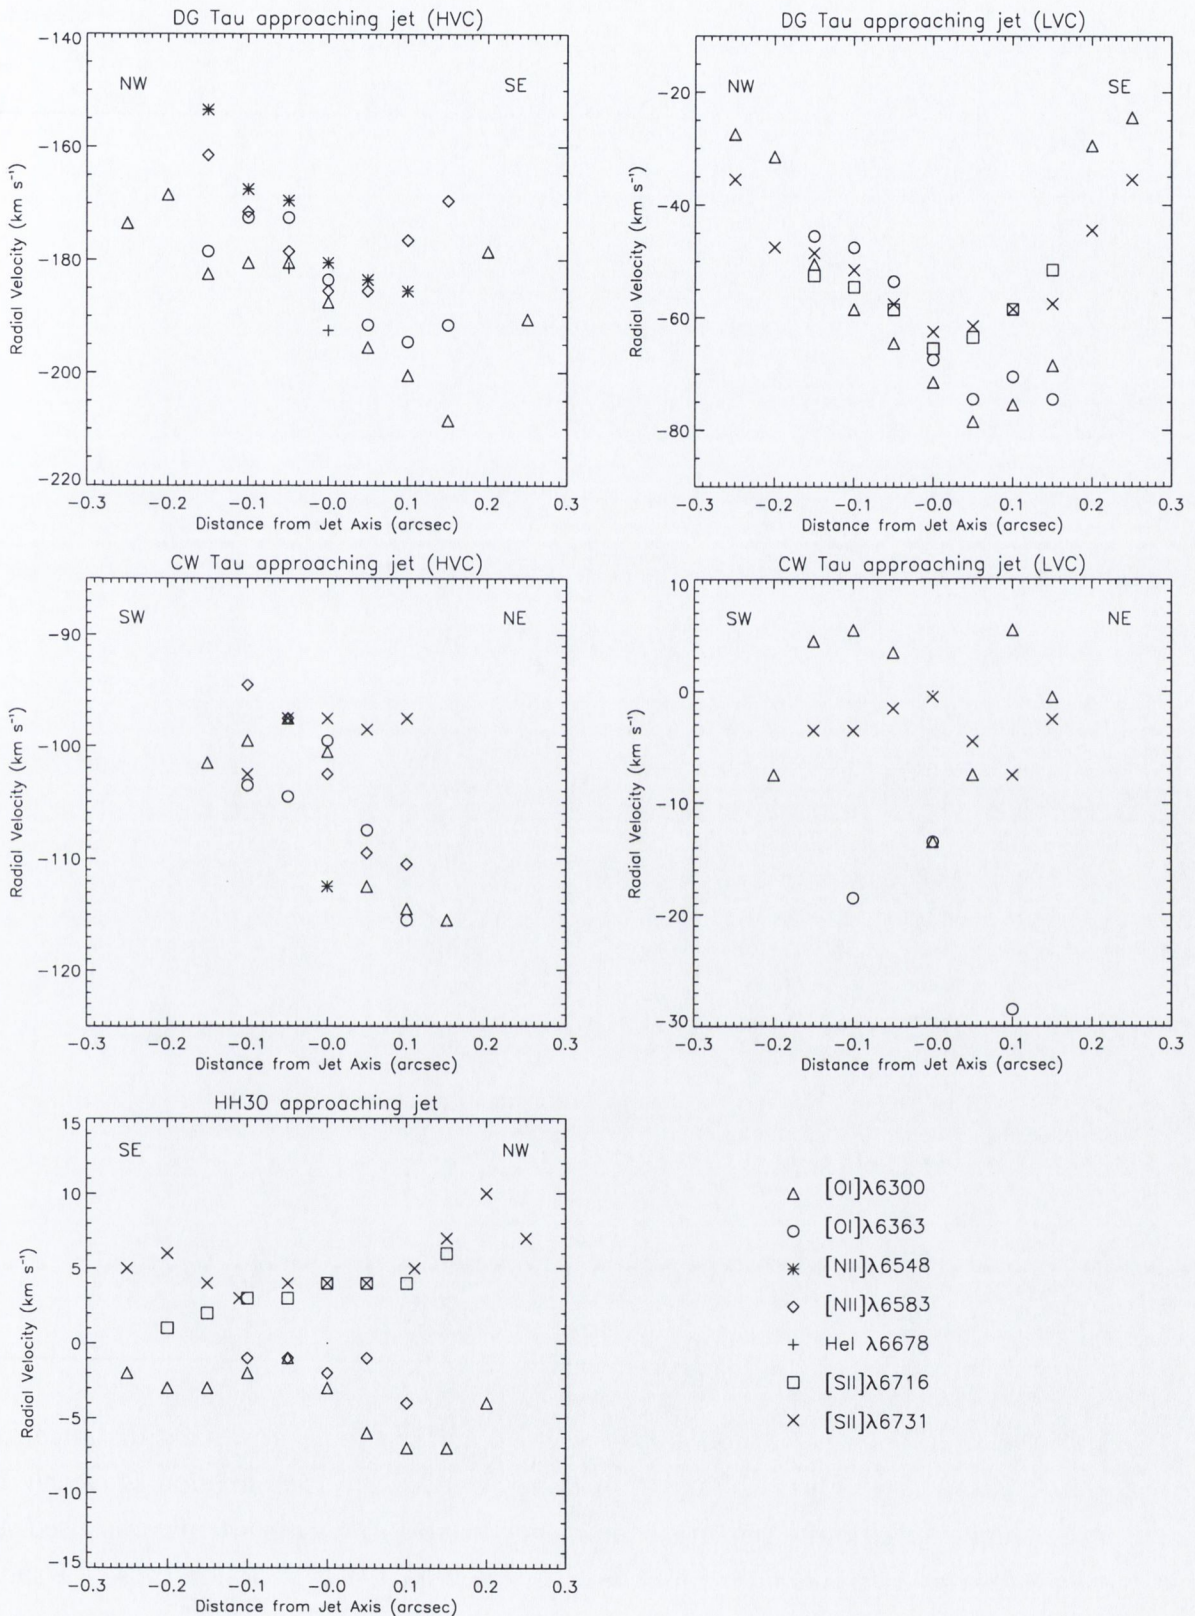 DG Tau approaching jet (HVC)
NW
SE
Radial Velocity (km s⁻¹)
−140
−160
−180
−200
−220
−0.3 −0.2 −0.1 −0.0 0.1 0.2 0.3
Distance from Jet Axis (arcsec)
DG Tau approaching jet (LVC)
NW
SE
Radial Velocity (km s⁻¹)
−20
−40
−60
−80
−0.3 −0.2 −0.1 −0.0 0.1 0.2 0.3
Distance from Jet Axis (arcsec)
CW Tau approaching jet (HVC)
SW
NE
Radial Velocity (km s⁻¹)
−90
−100
−110
−120
−0.3 −0.2 −0.1 −0.0 0.1 0.2 0.3
Distance from Jet Axis (arcsec)
CW Tau approaching jet (LVC)
SW
NE
Radial Velocity (km s⁻¹)
10
0
−10
−20
−30
−0.3 −0.2 −0.1 −0.0 0.1 0.2 0.3
Distance from Jet Axis (arcsec)
HH30 approaching jet
SE
NW
Radial Velocity (km s⁻¹)
15
10
5
0
−5
−10
−15
−0.3 −0.2 −0.1 −0.0 0.1 0.2 0.3
Distance from Jet Axis (arcsec)
[OI]λ6300
[OI]λ6363
[NII]λ6548
[NII]λ6583
HeI λ6678
[SII]λ6716
[SII]λ6731